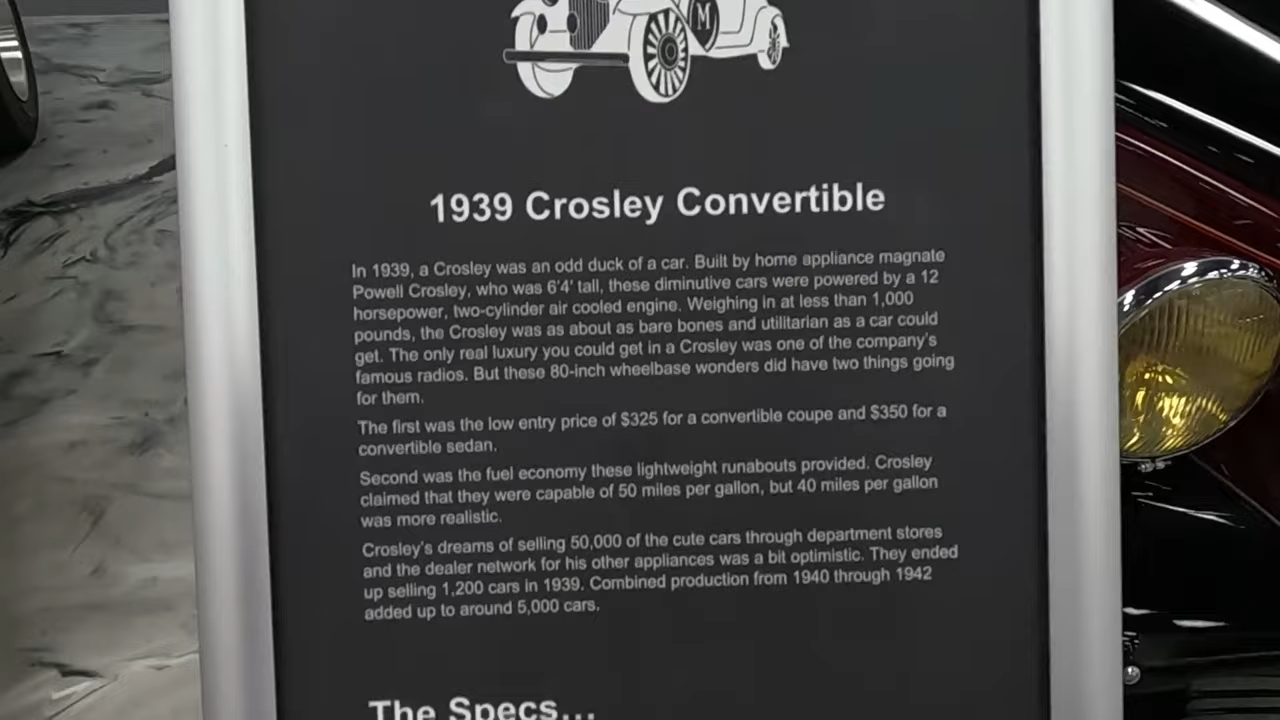 M
1939 Crosley Convertible
In 1939, a Crosley was an odd duck of a car. Built by home appliance magnate
Powell Crosley, who was 6'4' tall, these diminutive cars were powered by a 12
horsepower, two-cylinder air cooled engine. Weighing in at less than 1,000
pounds, the Crosley was as about as bare bones and utilitarian as a car could
get. The only real luxury you could get in a Crosley was one of the company's
famous radios. But these 80-inch wheelbase wonders did have two things going
for them.
The first was the low entry price of $325 for a convertible coupe and $350 for a
convertible sedan.
Second was the fuel economy these lightweight runabouts provided. Crosley
claimed that they were capable of 50 miles per gallon, but 40 miles per gallon
was more realistic.
Crosley's dreams of selling 50,000 of the cute cars through department stores
and the dealer network for his other appliances was a bit optimistic. They ended
up selling 1,200 cars in 1939. Combined production from 1940 through 1942
added up to around 5,000 cars.
The Specs...